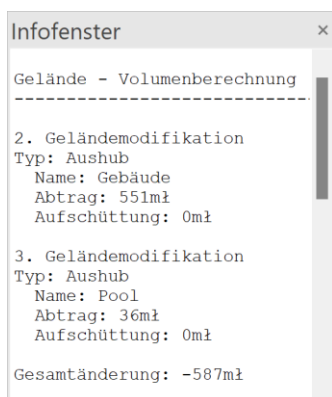 Infofenster ×
Gelände - Volumenberechnung
-----------------------------
2. Geländemodifikation
Typ: Aushub
Name: Gebäude
Abtrag: 551mł
Aufschüttung: 0mł
3. Geländemodifikation
Typ: Aushub
Name: Pool
Abtrag: 36mł
Aufschüttung: 0mł
Gesamtänderung: -587mł